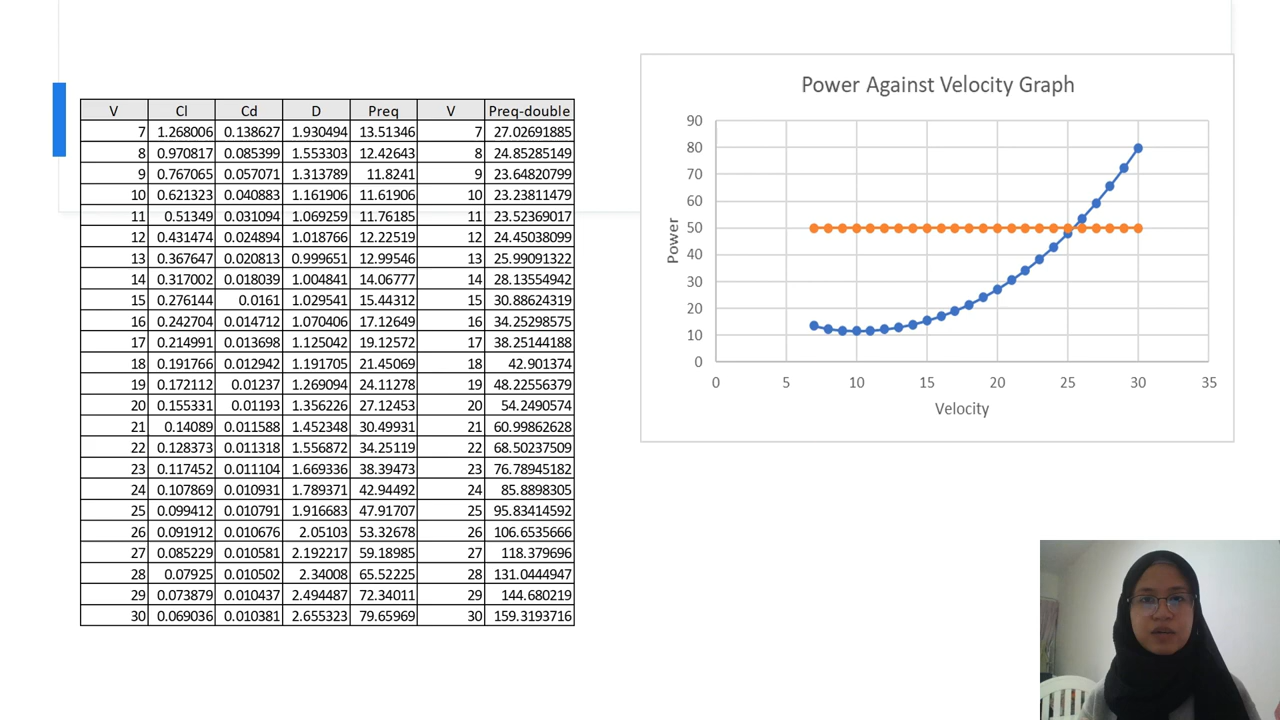 V Cl Cd D Preq V Preq-double
7 1.268006 0.138627 1.930494 13.51346 7 27.02691885
8 0.970817 0.085399 1.553303 12.42643 8 24.85285149
9 0.767065 0.057071 1.313789 11.8241 9 23.64820799
10 0.621323 0.040883 1.161906 11.61906 10 23.23811479
11 0.51349 0.031094 1.069259 11.76185 11 23.52369017
12 0.431474 0.024894 1.018766 12.22519 12 24.45038099
13 0.367647 0.020813 0.999651 12.99546 13 25.99091322
14 0.317002 0.018039 1.004841 14.06777 14 28.13554942
15 0.276144 0.0161 1.029541 15.44312 15 30.88624319
16 0.242704 0.014712 1.070406 17.12649 16 34.25298575
17 0.214991 0.013698 1.125042 19.12572 17 38.25144188
18 0.191766 0.012942 1.191705 21.45069 18 42.901374
19 0.172112 0.01237 1.269094 24.11278 19 48.22556379
20 0.155331 0.01193 1.356226 27.12453 20 54.2490574
21 0.14089 0.011588 1.452348 30.49931 21 60.99862628
22 0.128373 0.011318 1.556872 34.25119 22 68.50237509
23 0.117452 0.011104 1.669336 38.39473 23 76.78945182
24 0.107869 0.010931 1.789371 42.94492 24 85.8898305
25 0.099412 0.010791 1.916683 47.91707 25 95.83414592
26 0.091912 0.010676 2.05103 53.32678 26 106.6535666
27 0.085229 0.010581 2.192217 59.18985 27 118.379696
28 0.07925 0.010502 2.34008 65.52225 28 131.0444947
29 0.073879 0.010437 2.494487 72.34011 29 144.680219
30 0.069036 0.010381 2.655323 79.65969 30 159.3193716
Power Against Velocity Graph
90
80
70
60
50
40
30
20
10
0
Power
0 5 10 15 20 25 30 35
Velocity